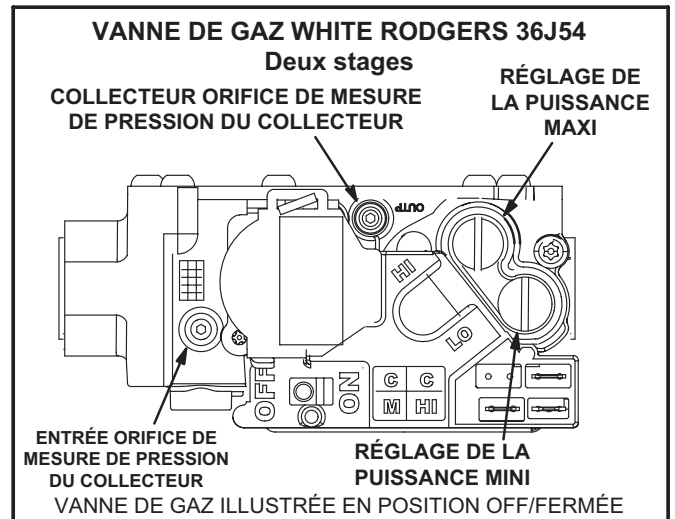 VANNE DE GAZ WHITE RODGERS 36J54
Deux stages
COLLECTEUR ORIFICE DE MESURE
DE PRESSION DU COLLECTEUR
RÉGLAGE DE
LA PUISSANCE
MAXI
OUTP
HI
LO
OFF
ON
C C
M HI
ENTRÉE ORIFICE DE
MESURE DE PRESSION
DU COLLECTEUR
RÉGLAGE DE LA
PUISSANCE MINI
VANNE DE GAZ ILLUSTRÉE EN POSITION OFF/FERMÉE